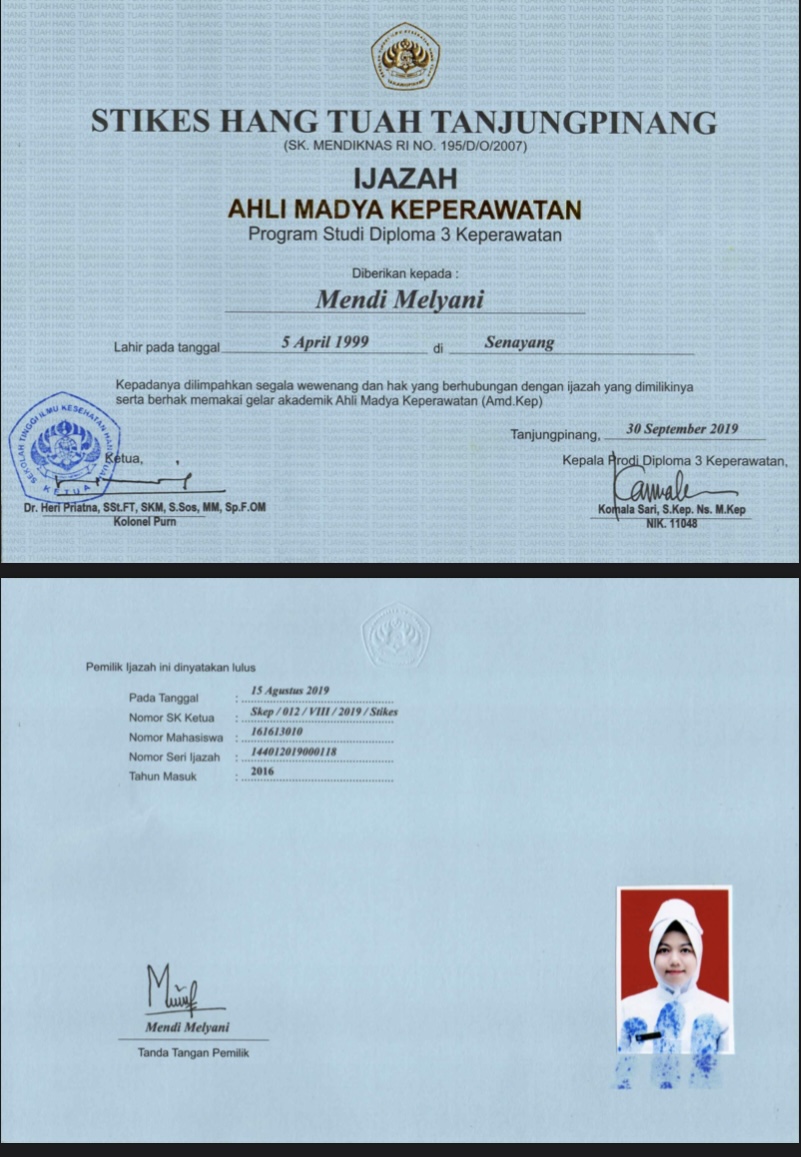 STIKES HANG TUAH TANJUNGPINANG
(SK. MENDIKNAS RI NO. 195/D/O/2007)
IJAZAH
AHLI MADYA KEPERAWATAN
Program Studi Diploma 3 Keperawatan
Diberikan kepada :
Mendi Melyani
Lahir pada tanggal 5 April 1999 di Senayang
Kepadanya dilimpahkan segala wewenang dan hak yang berhubungan dengan ijazah yang dimilikinya
serta berhak memakai gelar akademik Ahli Madya Keperawatan (Amd.Kep)
Tanjungpinang, 30 September 2019
Ketua,
Kepala Prodi Diploma 3 Keperawatan,
SEKOLAH TINGGI ILMU KESEHATAN HANG TUAH
KETUA
Dr. Heri Priatna, SSt.FT, SKM, S.Sos, MM, Sp.F.OM
Kolonel Purn
Komala Sari, S.Kep. Ns. M.Kep
NIK. 11048
Pemilik Ijazah ini dinyatakan lulus
Pada Tanggal : 15 Agustus 2019
Nomor SK Ketua : Skep / 012 / VIII / 2019 / Stikes
Nomor Mahasiswa : 161613010
Nomor Seri Ijazah : 144012019000118
Tahun Masuk : 2016
Mendi Melyani
Tanda Tangan Pemilik